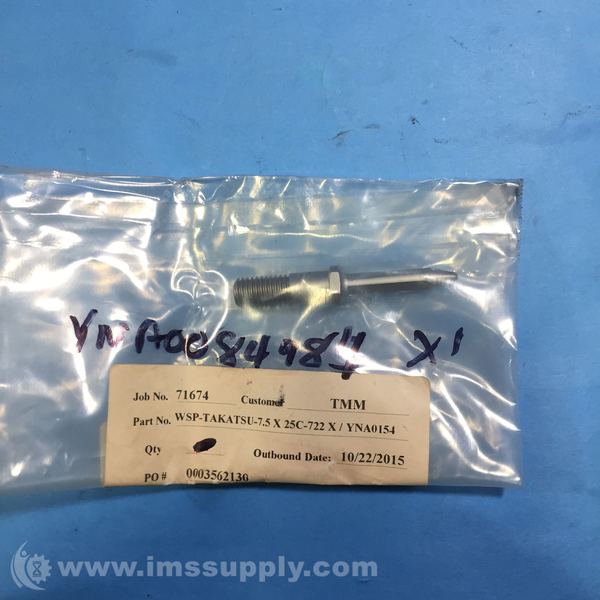 YNA0084984 X1
Job No. 71674 Customer TMM
Part No. WSP-TAKATSU-7.5 X 25C-722 X / YNA0154
Qty
Outbound Date: 10/22/2015
PO # 0003562130
www.imssupply.com